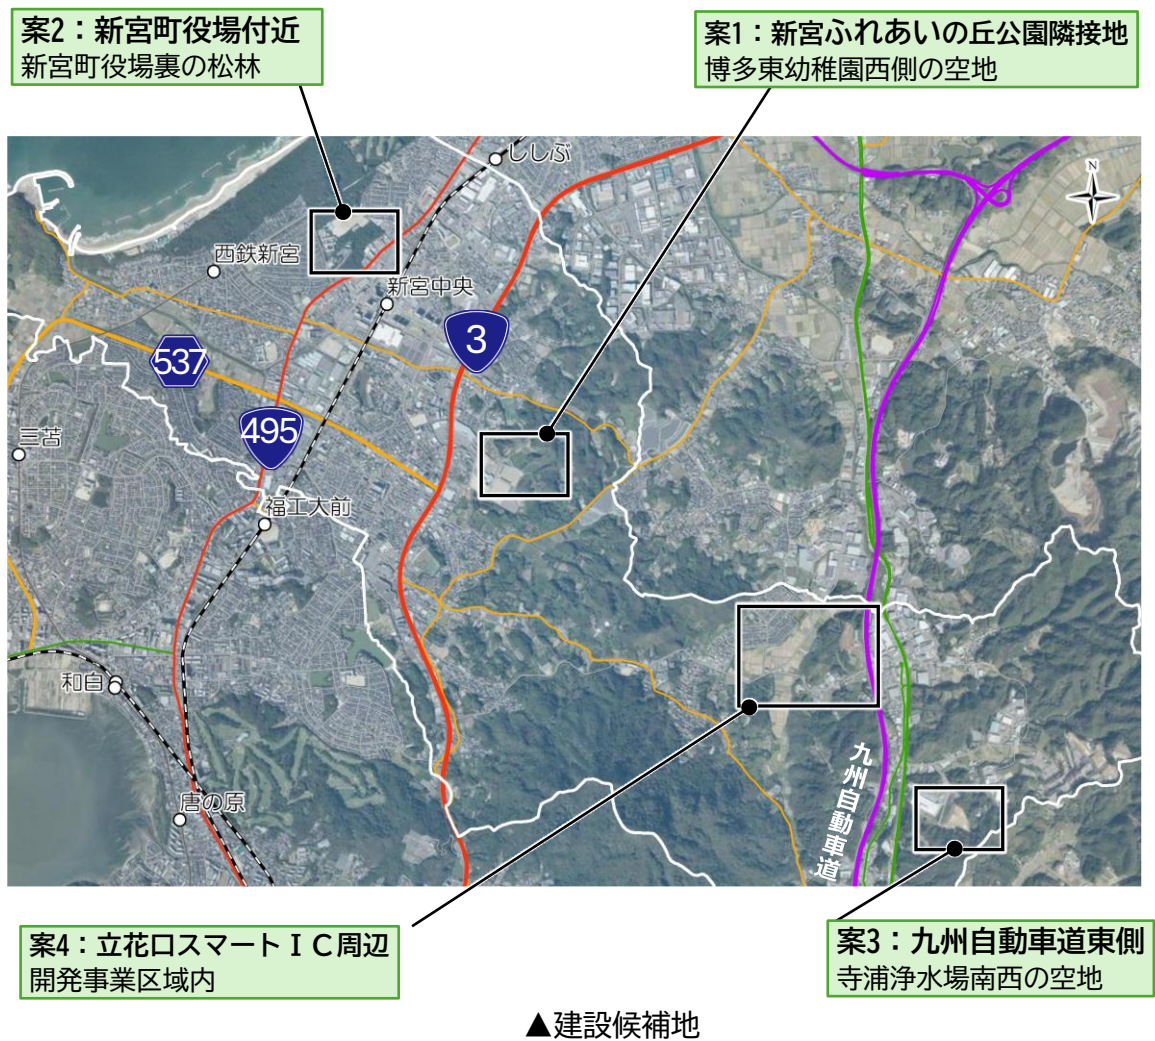 案2：新宮町役場付近
新宮町役場裏の松林
案1：新宮ふれあいの丘公園隣接地
博多東幼稚園西側の空地
ししぶ
N
西鉄新宮
新宮中央
3
537
495
三苫
福工大前
和白
唐の原
九州自動車道
案4：立花口スマートＩＣ周辺
開発事業区域内
案3：九州自動車道東側
寺浦浄水場南西の空地
▲建設候補地